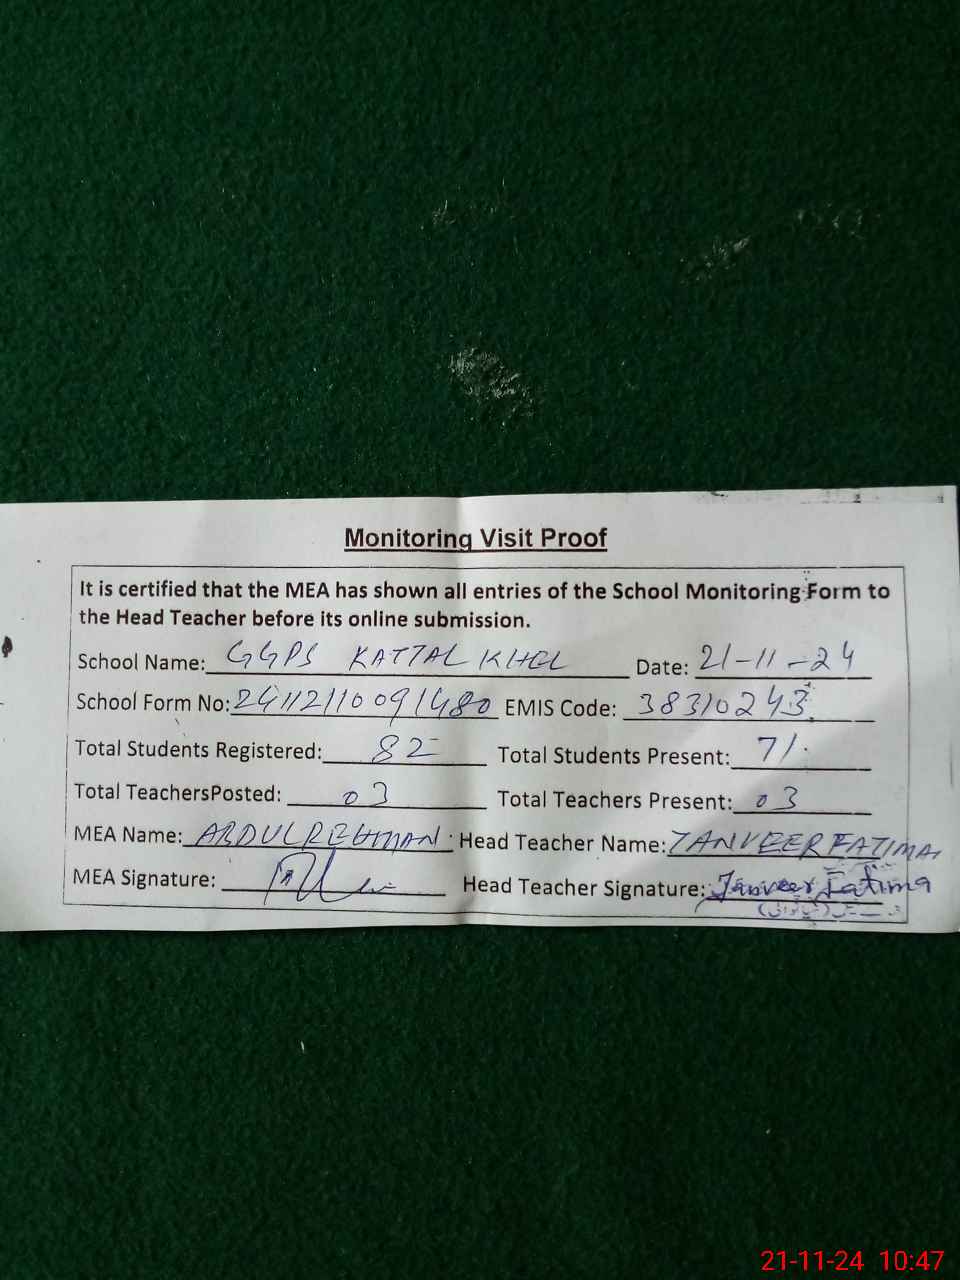 Monitoring Visit Proof
It is certified that the MEA has shown all entries of the School Monitoring Form to
the Head Teacher before its online submission.
School Name: GGPS KATTAL KHEL Date: 21-11-24
School Form No: 24112110091480 EMIS Code: 38310243
Total Students Registered: 82 Total Students Present: 71
Total TeachersPosted: 03 Total Teachers Present: 03
MEA Name: ABDUL REHMAN Head Teacher Name: TANVEER FATIMA
MEA Signature: Head Teacher Signature: Tanveer Fatima
21-11-24 10:47